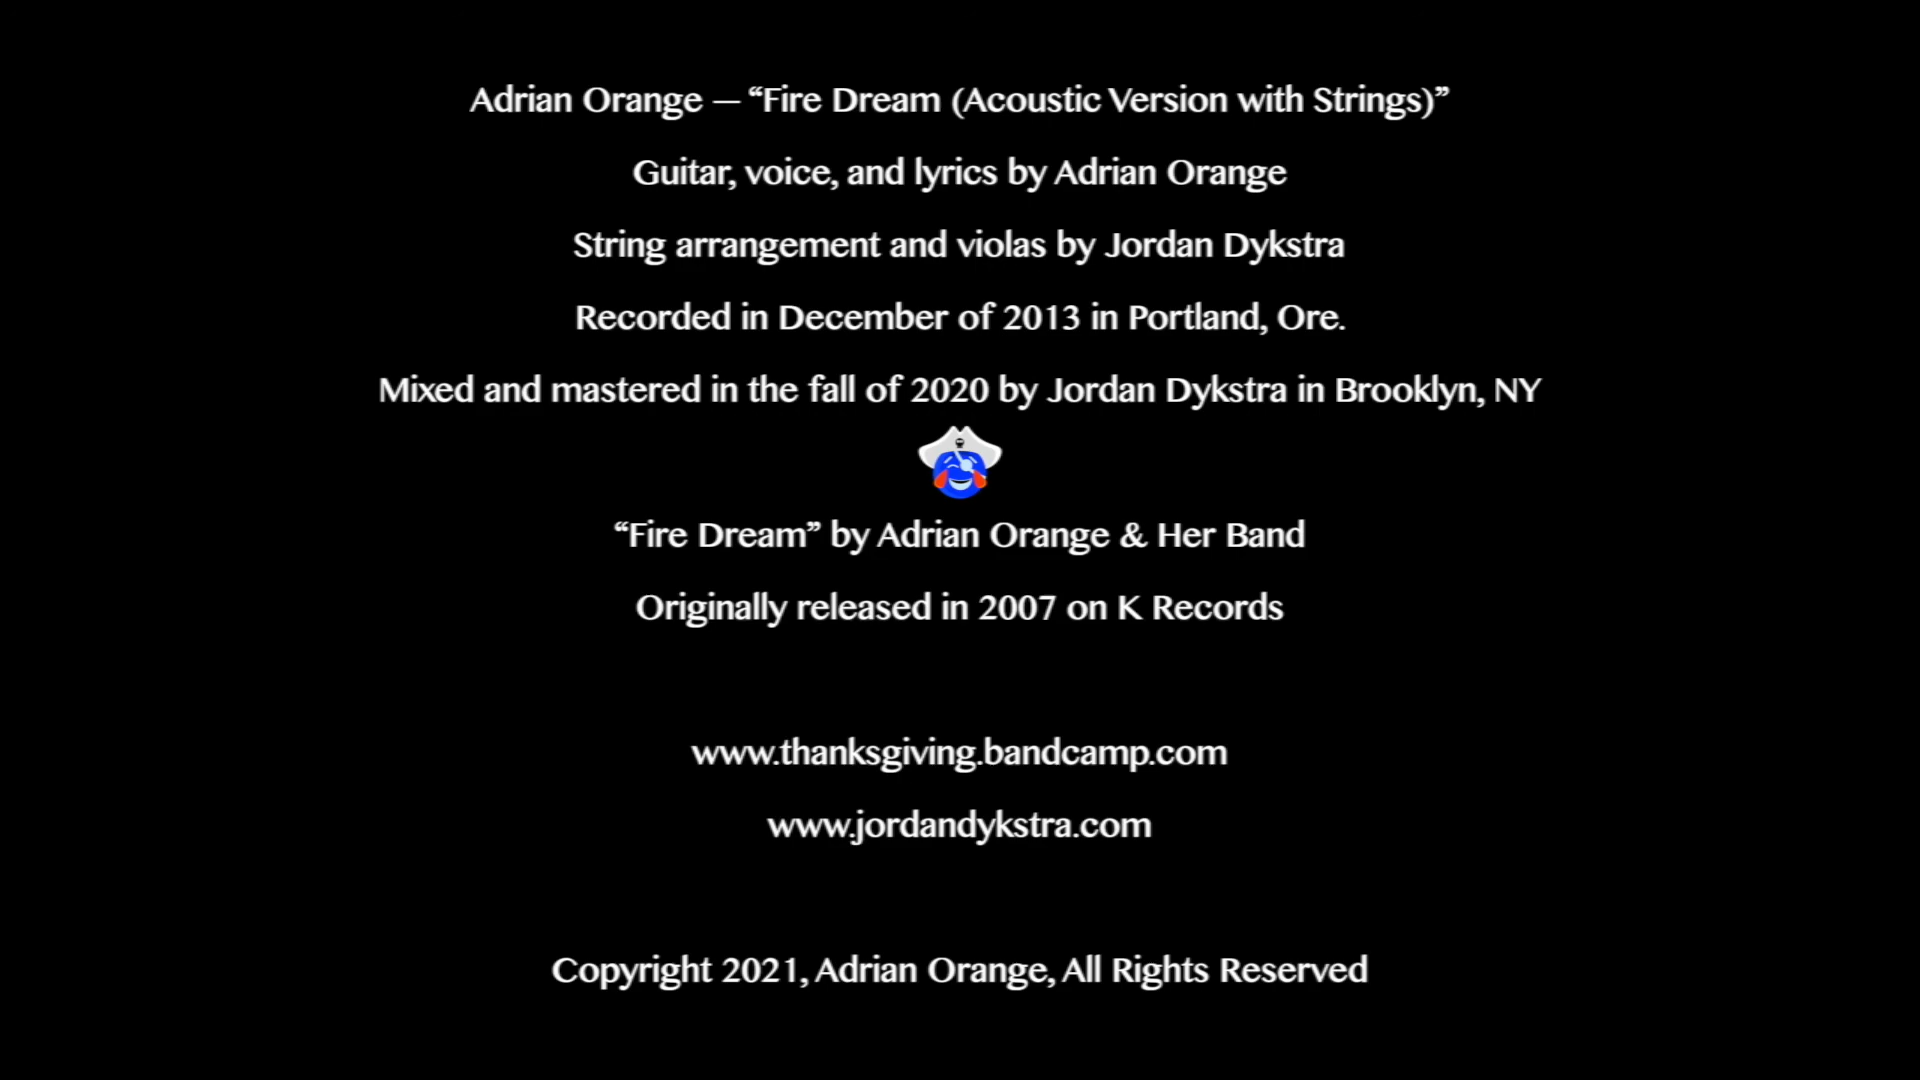 Adrian Orange — “Fire Dream (Acoustic Version with Strings)”
Guitar, voice, and lyrics by Adrian Orange
String arrangement and violas by Jordan Dykstra
Recorded in December of 2013 in Portland, Ore.
Mixed and mastered in the fall of 2020 by Jordan Dykstra in Brooklyn, NY
“Fire Dream” by Adrian Orange & Her Band
Originally released in 2007 on K Records
www.thanksgiving.bandcamp.com
www.jordandykstra.com
Copyright 2021, Adrian Orange, All Rights Reserved